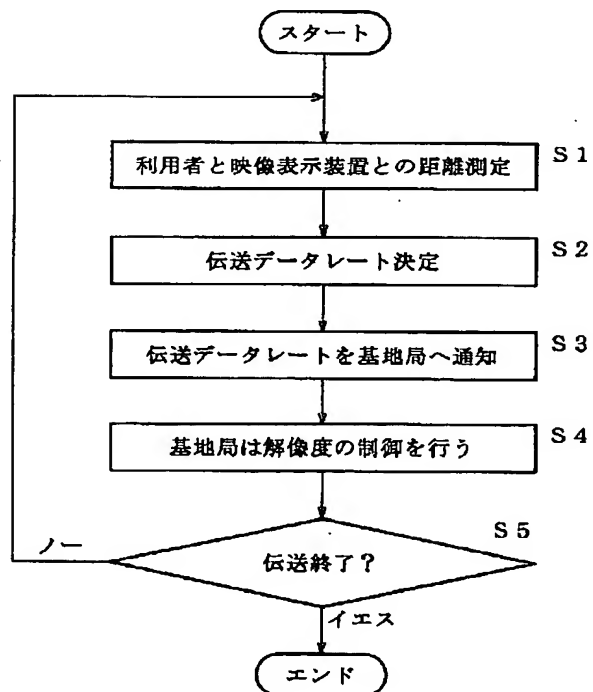 スタート
利用者と映像表示装置との距離測定
S1
伝送データレート決定
S2
伝送データレートを基地局へ通知
S3
基地局は解像度の制御を行う
S4
S5
ノー
伝送終了?
イエス
エンド